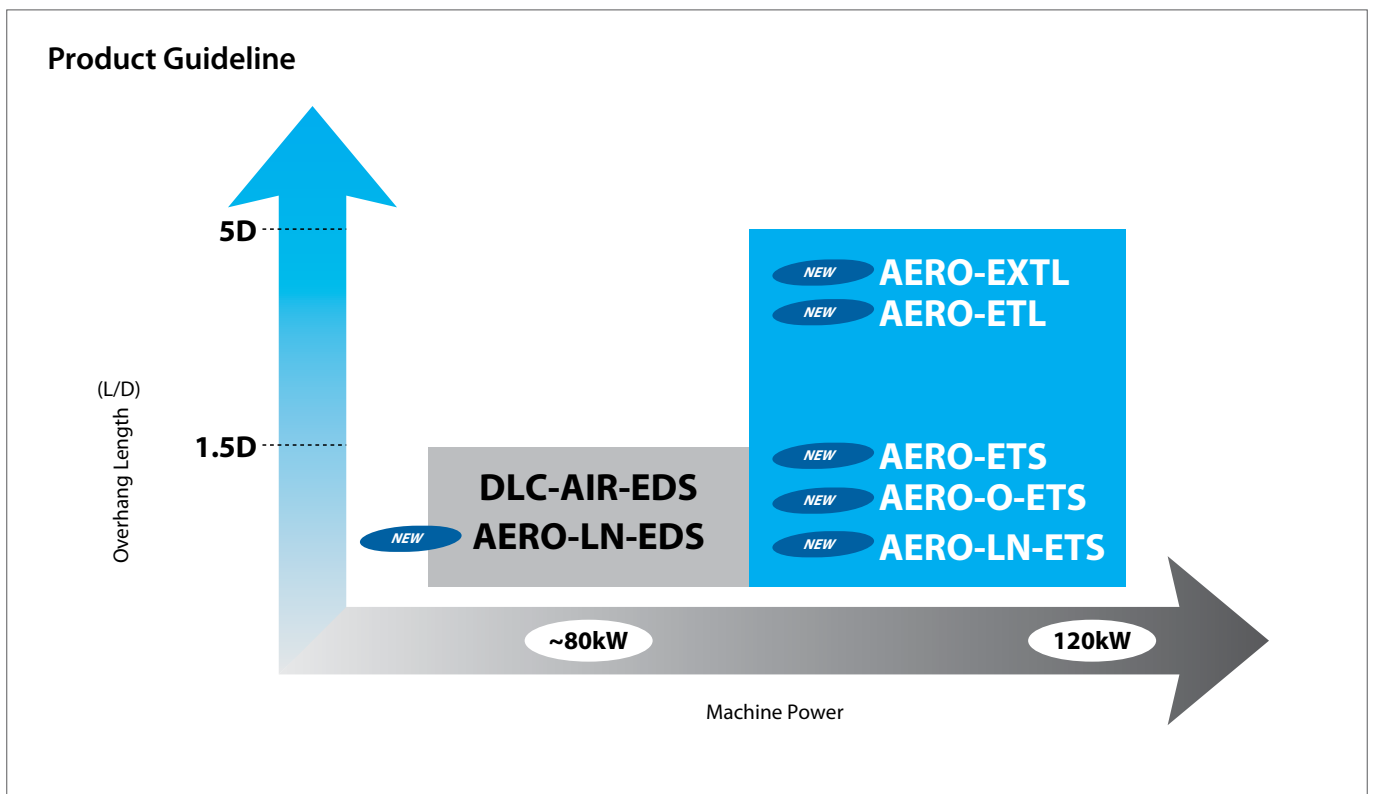 Product Guideline
5D
NEW AERO-EXTL
NEW AERO-ETL
(L/D)
Overhang Length
1.5D
DLC-AIR-EDS
NEW AERO-LN-EDS
NEW AERO-ETS
NEW AERO-O-ETS
NEW AERO-LN-ETS
~80kW
120kW
Machine Power